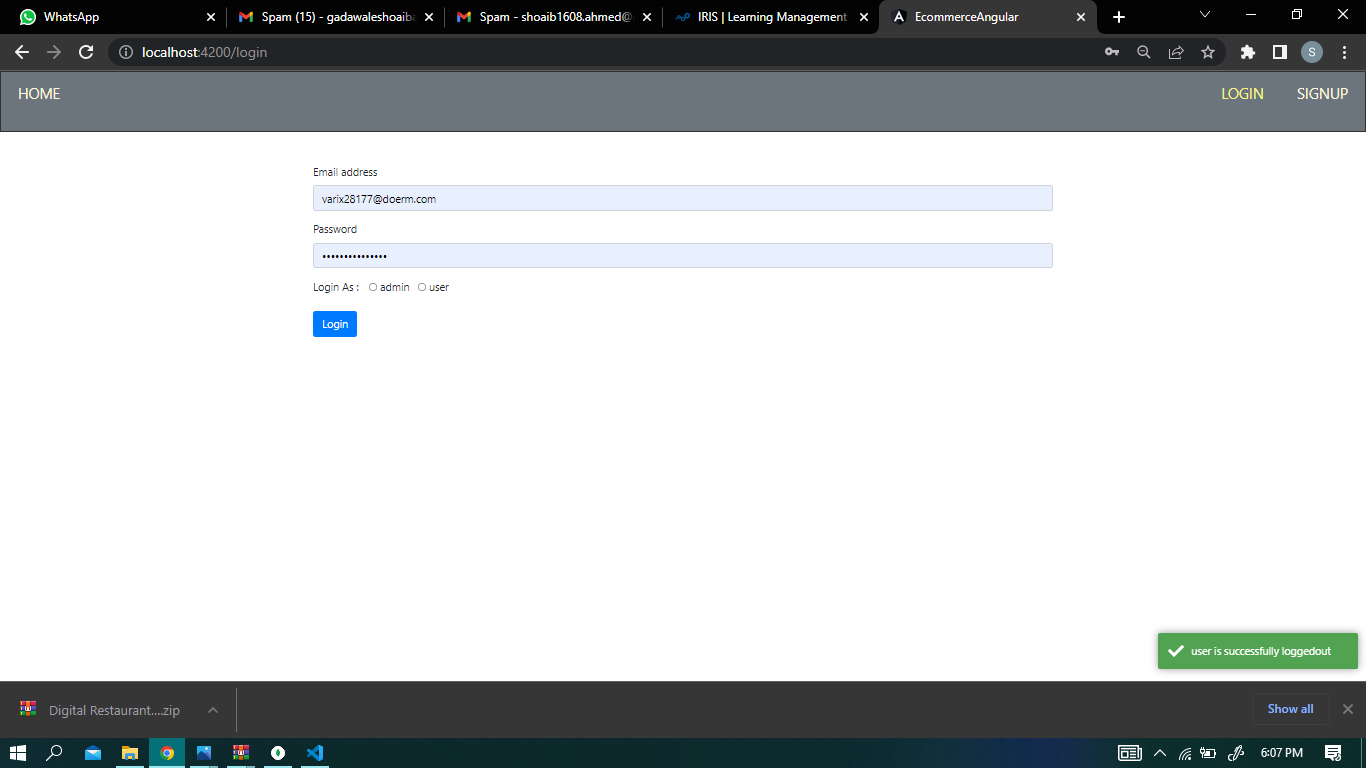 WhatsApp
Spam (15) - gadawaleshoaib
Spam - shoaib1608.ahmed@
IRIS | Learning Management
EcommerceAngular
localhost:4200/login
S
HOME
LOGIN
SIGNUP
Email address
varix28177@doerm.com
Password
•••••••••••••••
Login As :
admin
user
Login
user is successfully loggedout
Digital Restaurant....zip
Show all
6:07 PM